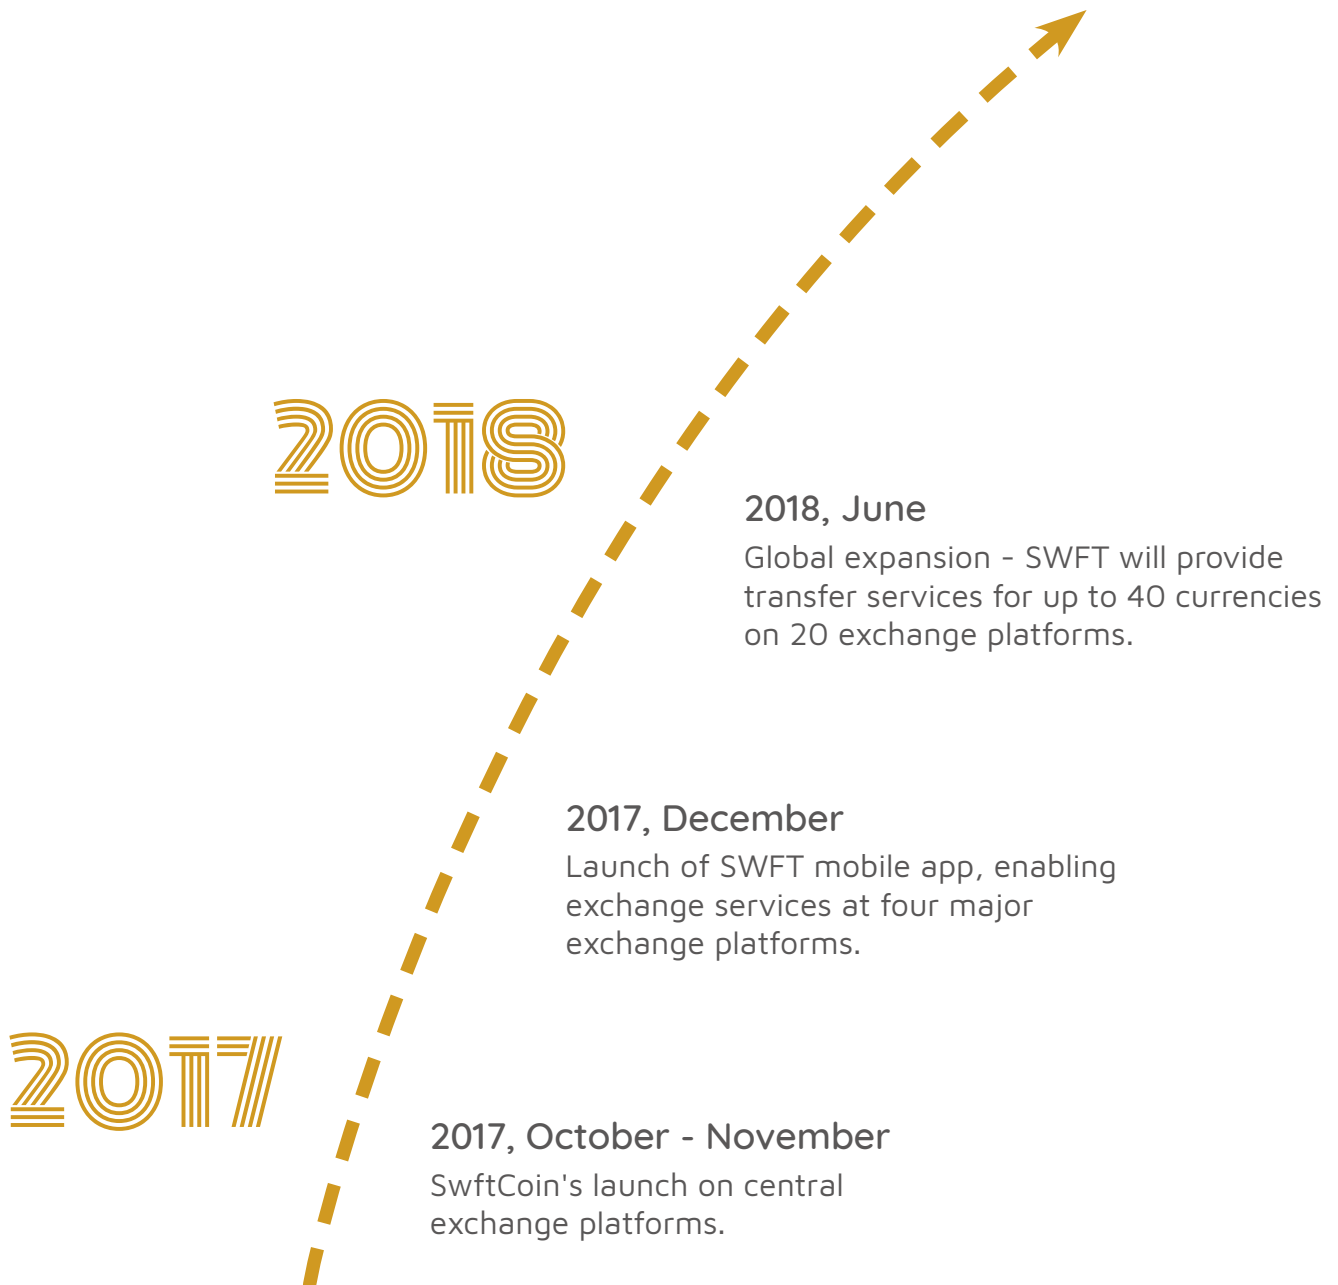 2018
2018, June
Global expansion - SWFT will provide
transfer services for up to 40 currencies
on 20 exchange platforms.
2017, December
Launch of SWFT mobile app, enabling
exchange services at four major
exchange platforms.
2017
2017, October - November
SwftCoin's launch on central
exchange platforms.